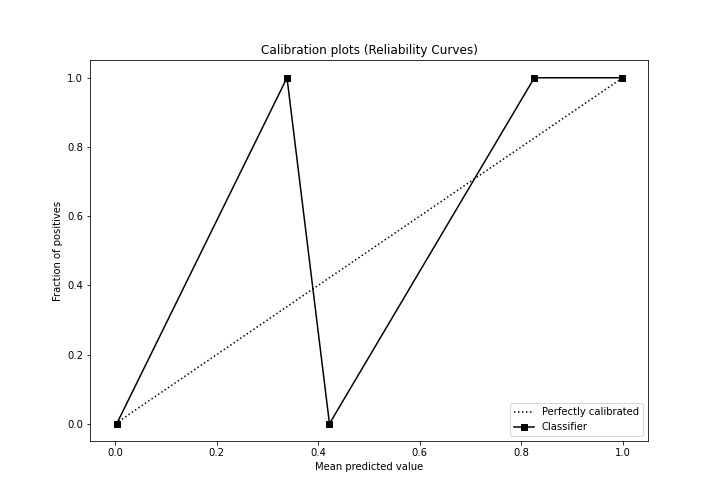 Calibration plots (Reliability Curves)
1.0
0.8
0.6
0.4
0.2
0.0
Fraction of positives
0.0 0.2 0.4 0.6 0.8 1.0
Mean predicted value
Perfectly calibrated
Classifier